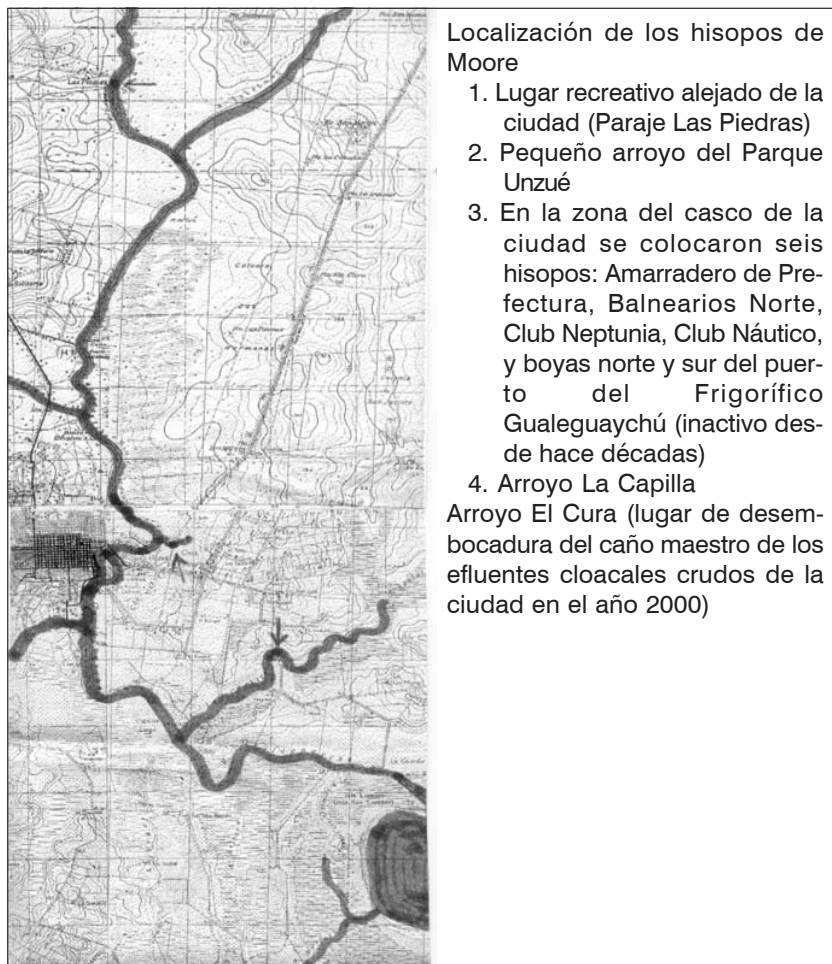 Localización de los hisopos de
Moore
1. Lugar recreativo alejado de la
ciudad (Paraje Las Piedras)
2. Pequeño arroyo del Parque
Unzué
3. En la zona del casco de la
ciudad se colocaron seis
hisopos: Amarradero de Pre-
fectura, Balnearios Norte,
Club Neptunia, Club Náutico,
y boyas norte y sur del puer-
to del Frigorífico
Gualeguaychú (inactivo des-
de hace décadas)
4. Arroyo La Capilla
Arroyo El Cura (lugar de desem-
bocadura del caño maestro de los
efluentes cloacales crudos de la
ciudad en el año 2000)